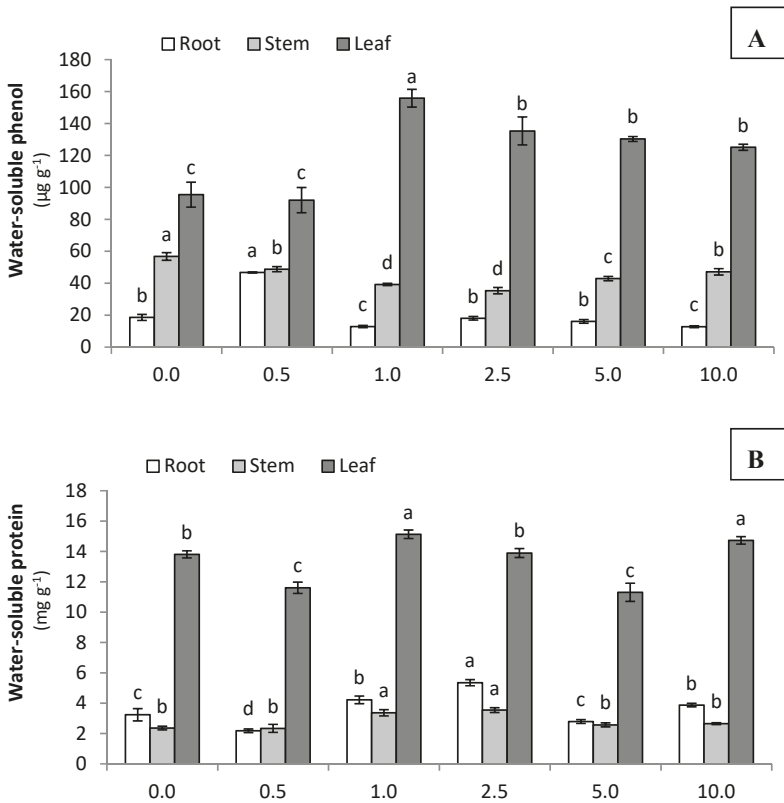 A
Root Stem Leaf
Water-soluble phenol
(µg g⁻¹)
180
160
140
120
100
80
60
40
20
0
b a c
a b c
c d a
b d b
b c b
c b b
0.0 0.5 1.0 2.5 5.0 10.0
B
Root Stem Leaf
Water-soluble protein
(mg g⁻¹)
18
16
14
12
10
8
6
4
2
0
c b b
d b c
b a a
a a b
c b c
b b a
0.0 0.5 1.0 2.5 5.0 10.0